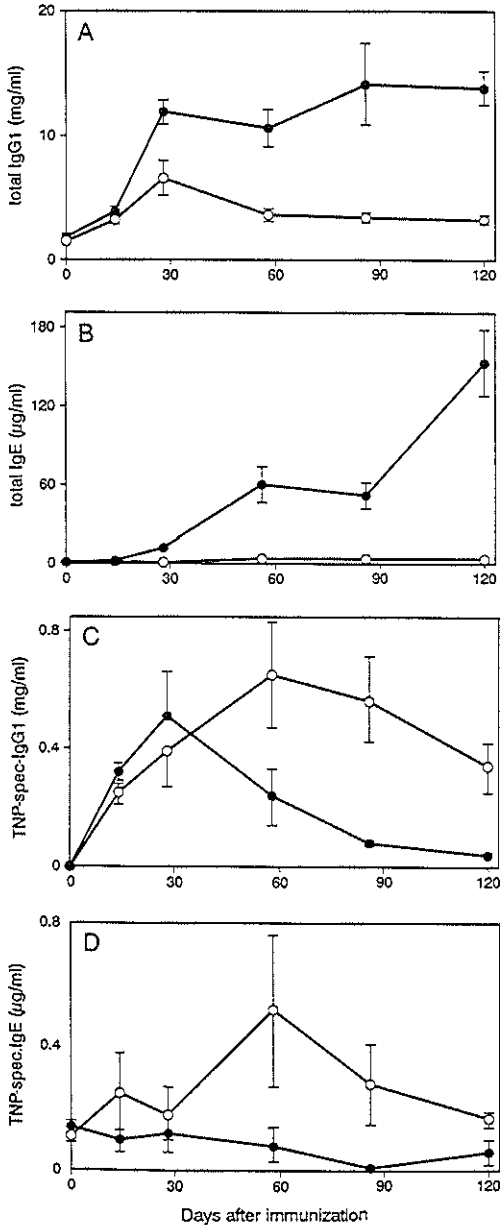 A
total IgG1 (mg/ml)
20
10
0
0 30 60 90 120
B
total IgE (µg/ml)
180
120
60
0
0 30 60 90 120
C
TNP-spec-IgG1 (mg/ml)
0.8
0.4
0
0 30 60 90 120
D
TNP-spec.IgE (µg/ml)
0.8
0.4
0
0 30 60 90 120
Days after immunization